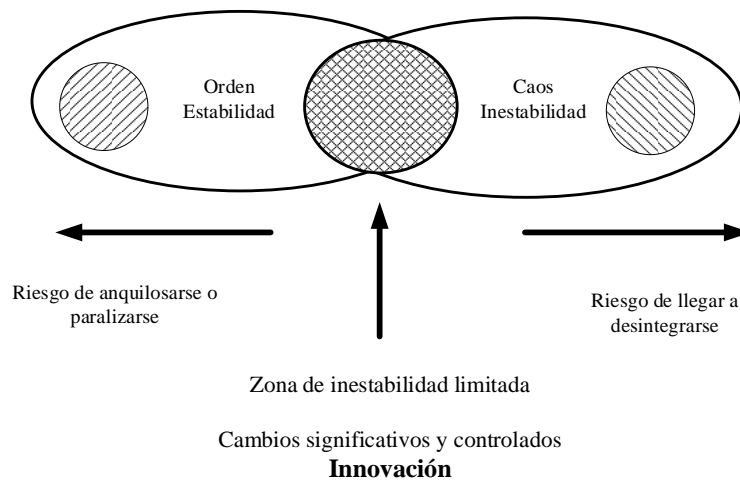 Orden
Estabilidad
Caos
Inestabilidad
Riesgo de anquilosarse o
paralizarse
Riesgo de llegar a
desintegrarse
Zona de inestabilidad limitada
Cambios significativos y controlados
Innovación